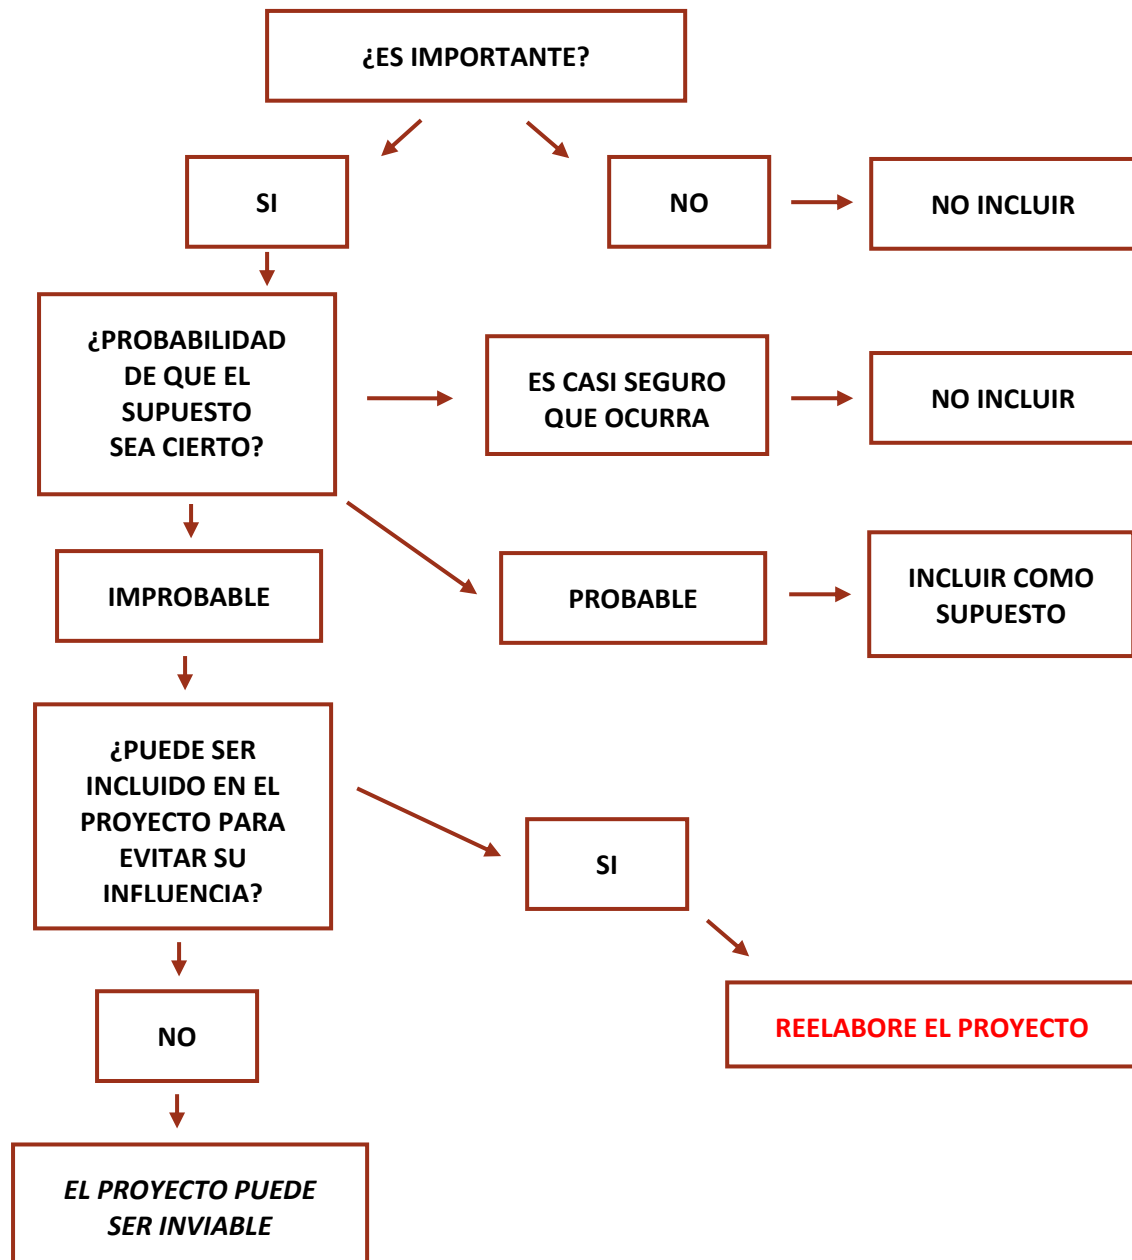 ¿ES IMPORTANTE?
SI
NO
NO INCLUIR
¿PROBABILIDAD
DE QUE EL
SUPUESTO
SEA CIERTO?
ES CASI SEGURO
QUE OCURRA
NO INCLUIR
IMPROBABLE
PROBABLE
INCLUIR COMO
SUPUESTO
¿PUEDE SER
INCLUIDO EN EL
PROYECTO PARA
EVITAR SU
INFLUENCIA?
SI
REELABORE EL PROYECTO
NO
EL PROYECTO PUEDE
SER INVIABLE